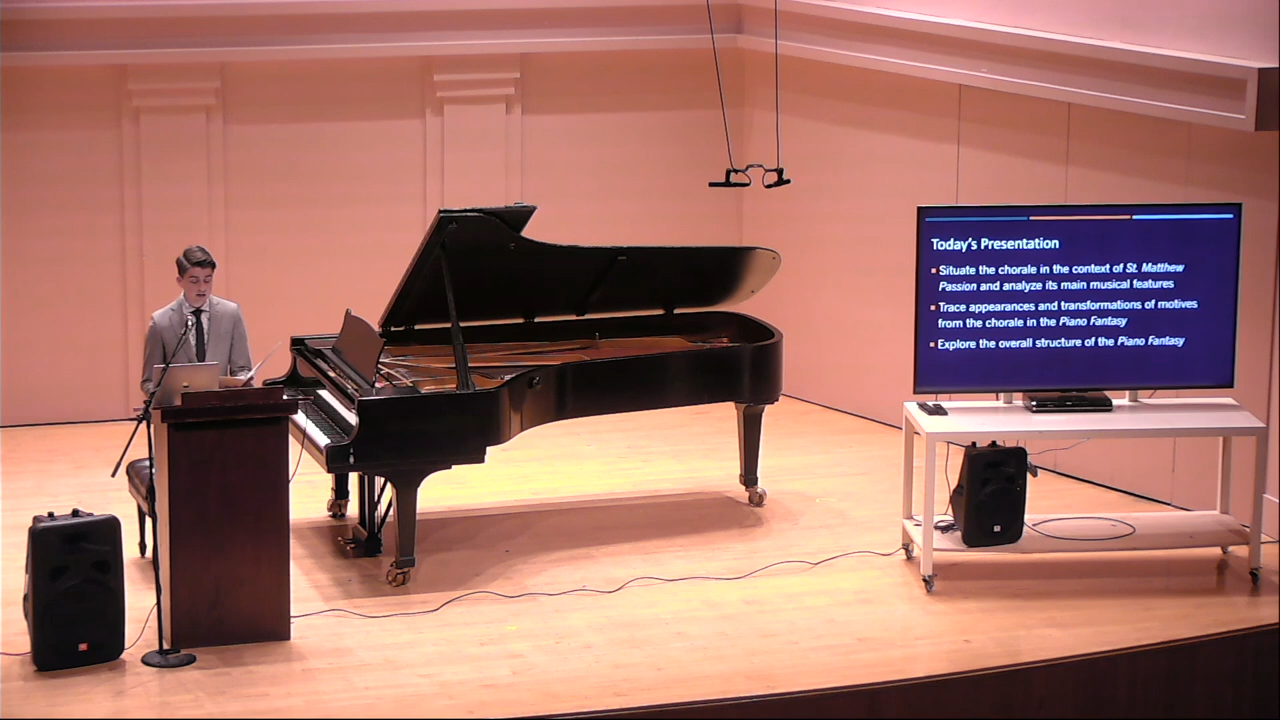 Today's Presentation
▪ Situate the chorale in the context of St. Matthew
Passion and analyze its main musical features
▪ Trace appearances and transformations of motives
from the chorale in the Piano Fantasy
▪ Explore the overall structure of the Piano Fantasy